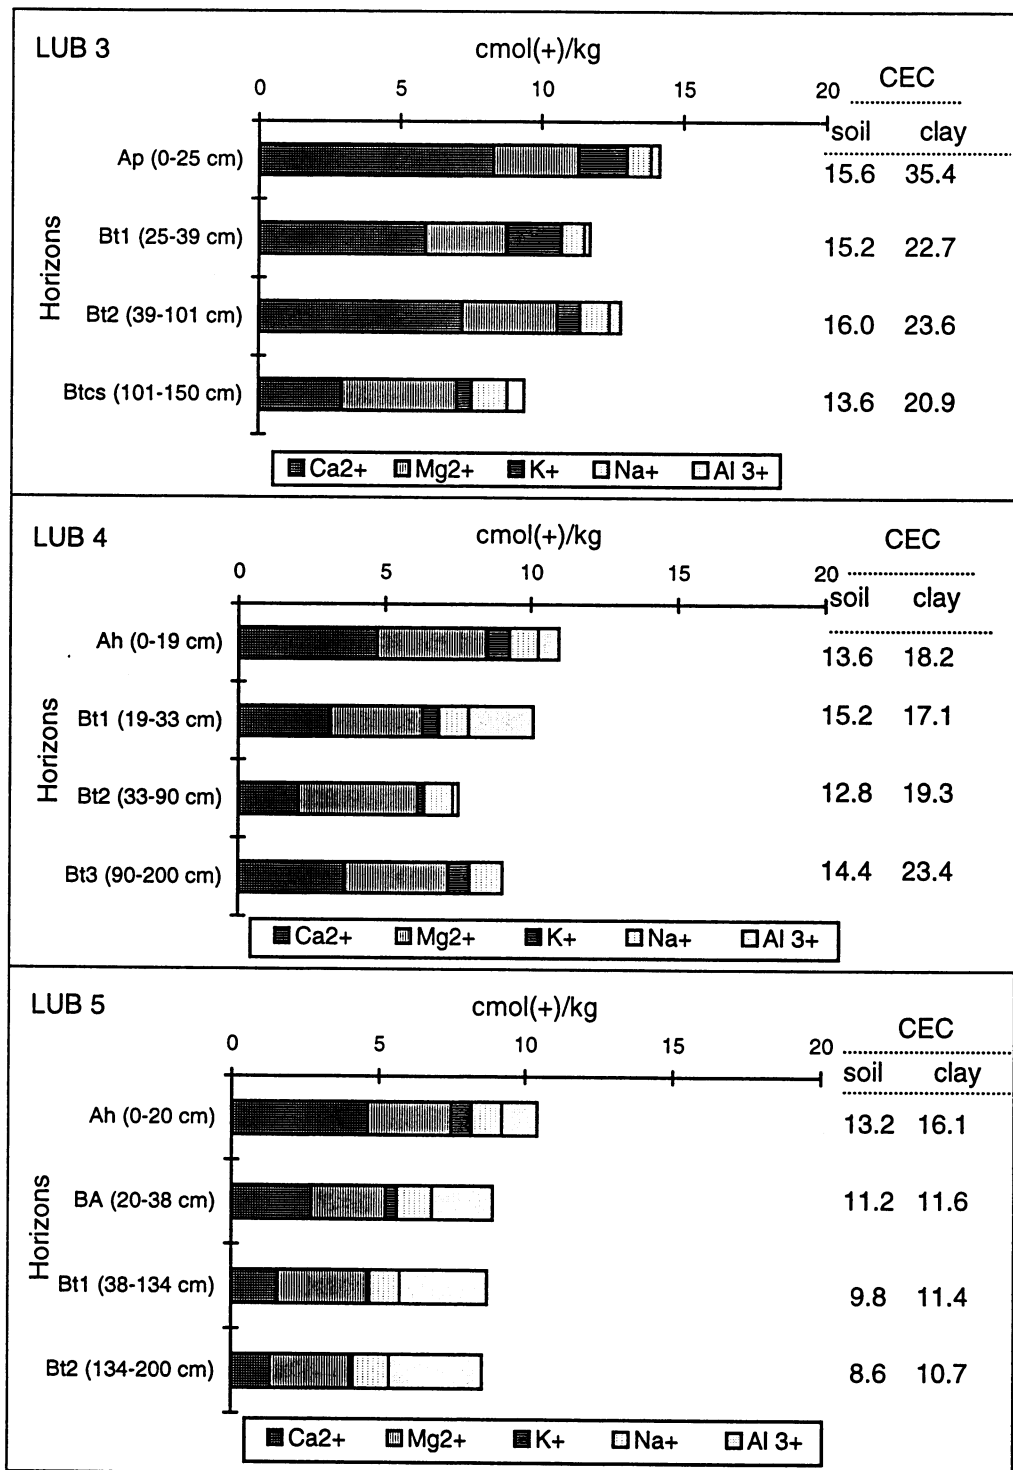 LUB 3
cmol(+)/kg
CEC
0 5 10 15 20
soil clay
Ap (0-25 cm) 15.6 35.4
Bt1 (25-39 cm) 15.2 22.7
Bt2 (39-101 cm) 16.0 23.6
Btcs (101-150 cm) 13.6 20.9
Horizons
Ca2+ Mg2+ K+ Na+ Al 3+
LUB 4
cmol(+)/kg
CEC
0 5 10 15 20
soil clay
Ah (0-19 cm) 13.6 18.2
Bt1 (19-33 cm) 15.2 17.1
Bt2 (33-90 cm) 12.8 19.3
Bt3 (90-200 cm) 14.4 23.4
Horizons
Ca2+ Mg2+ K+ Na+ Al 3+
LUB 5
cmol(+)/kg
CEC
0 5 10 15 20
soil clay
Ah (0-20 cm) 13.2 16.1
BA (20-38 cm) 11.2 11.6
Bt1 (38-134 cm) 9.8 11.4
Bt2 (134-200 cm) 8.6 10.7
Horizons
Ca2+ Mg2+ K+ Na+ Al 3+